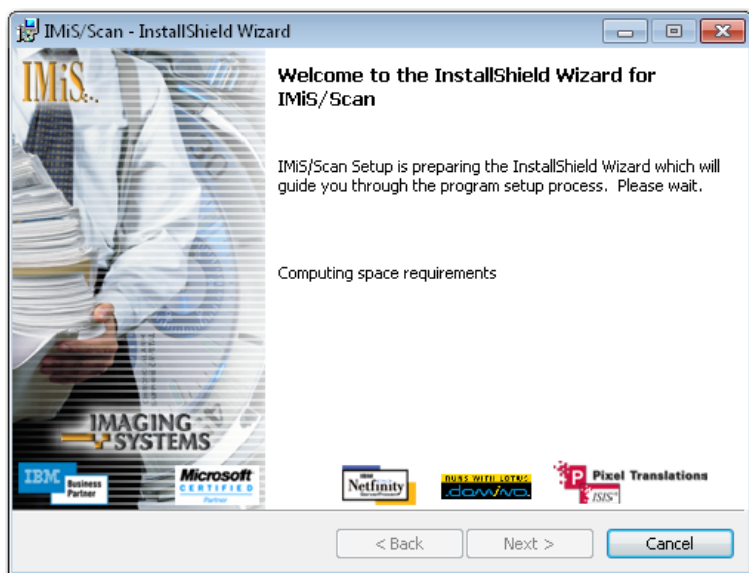 IMiS/Scan - InstallShield Wizard
IMiS
Welcome to the InstallShield Wizard for
IMiS/Scan
IMiS/Scan Setup is preparing the InstallShield Wizard which will
guide you through the program setup process.  Please wait.
Computing space requirements
IMAGING
SYSTEMS
IBM
Business
Partner
Microsoft
CERTIFIED
Partner
IBM
Netfinity
RUNS WITH LOTUS
domino.
P
Pixel Translations
ISIS
< Back
Next >
Cancel